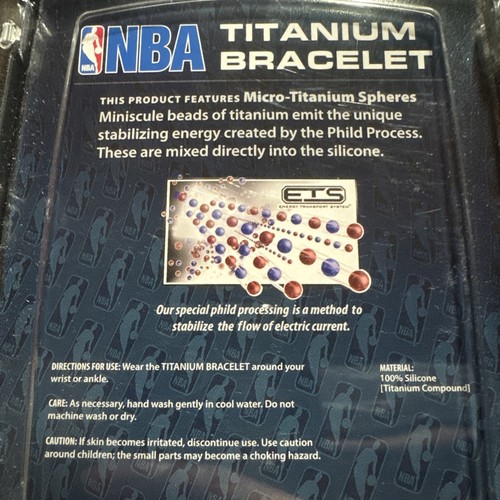 NBA
NBA
TITANIUM
BRACELET
THIS PRODUCT FEATURES Micro-Titanium Spheres
Miniscule beads of titanium emit the unique
stabilizing energy created by the Phild Process.
These are mixed directly into the silicone.
ETS
ENERGY TRANSPORT SYSTEM
Our special phild processing is a method to
stabilize the flow of electric current.
DIRECTIONS FOR USE: Wear the TITANIUM BRACELET around your
wrist or ankle.
MATERIAL:
100% Silicone
[Titanium Compound]
CARE: As necessary, hand wash gently in cool water. Do not
machine wash or dry.
CAUTION: If skin becomes irritated, discontinue use. Use caution
around children; the small parts may become a choking hazard.